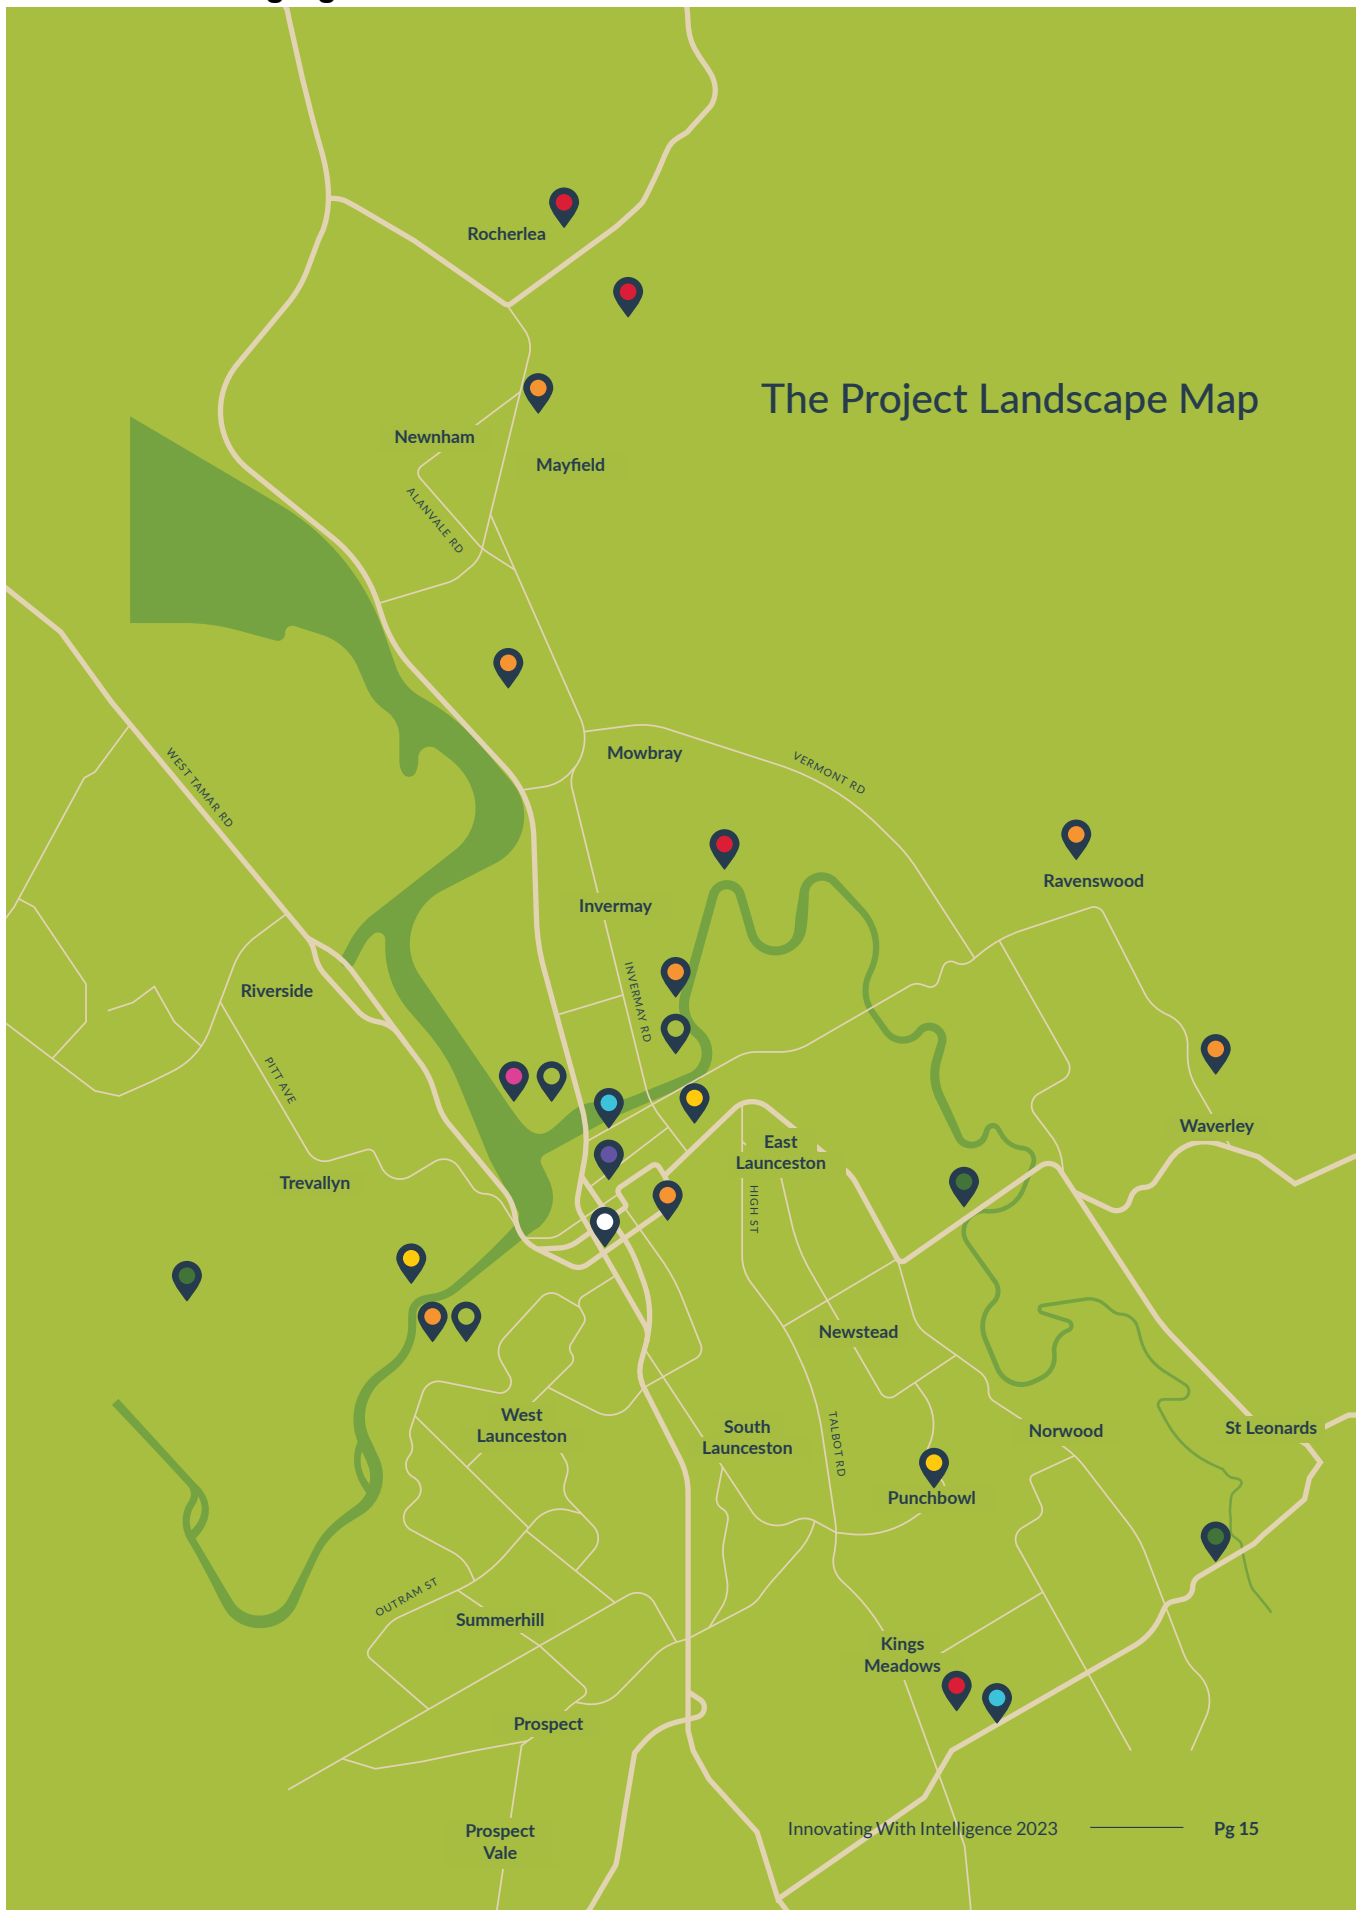 Rocherlea
The Project Landscape Map
Newnham
Mayfield
ALANVALE RD
Mowbray
VERMONT RD
WEST TAMAR RD
Ravenswood
Invermay
INVERMAY RD
Riverside
PITT AVE
Waverley
East
Launceston
Trevallyn
HIGH ST
Newstead
West
Launceston
South
Launceston
TALBOT RD
Norwood
St Leonards
Punchbowl
OUTRAM ST
Summerhill
Kings
Meadows
Prospect
Prospect
Vale
Innovating With Intelligence 2023
Pg 15